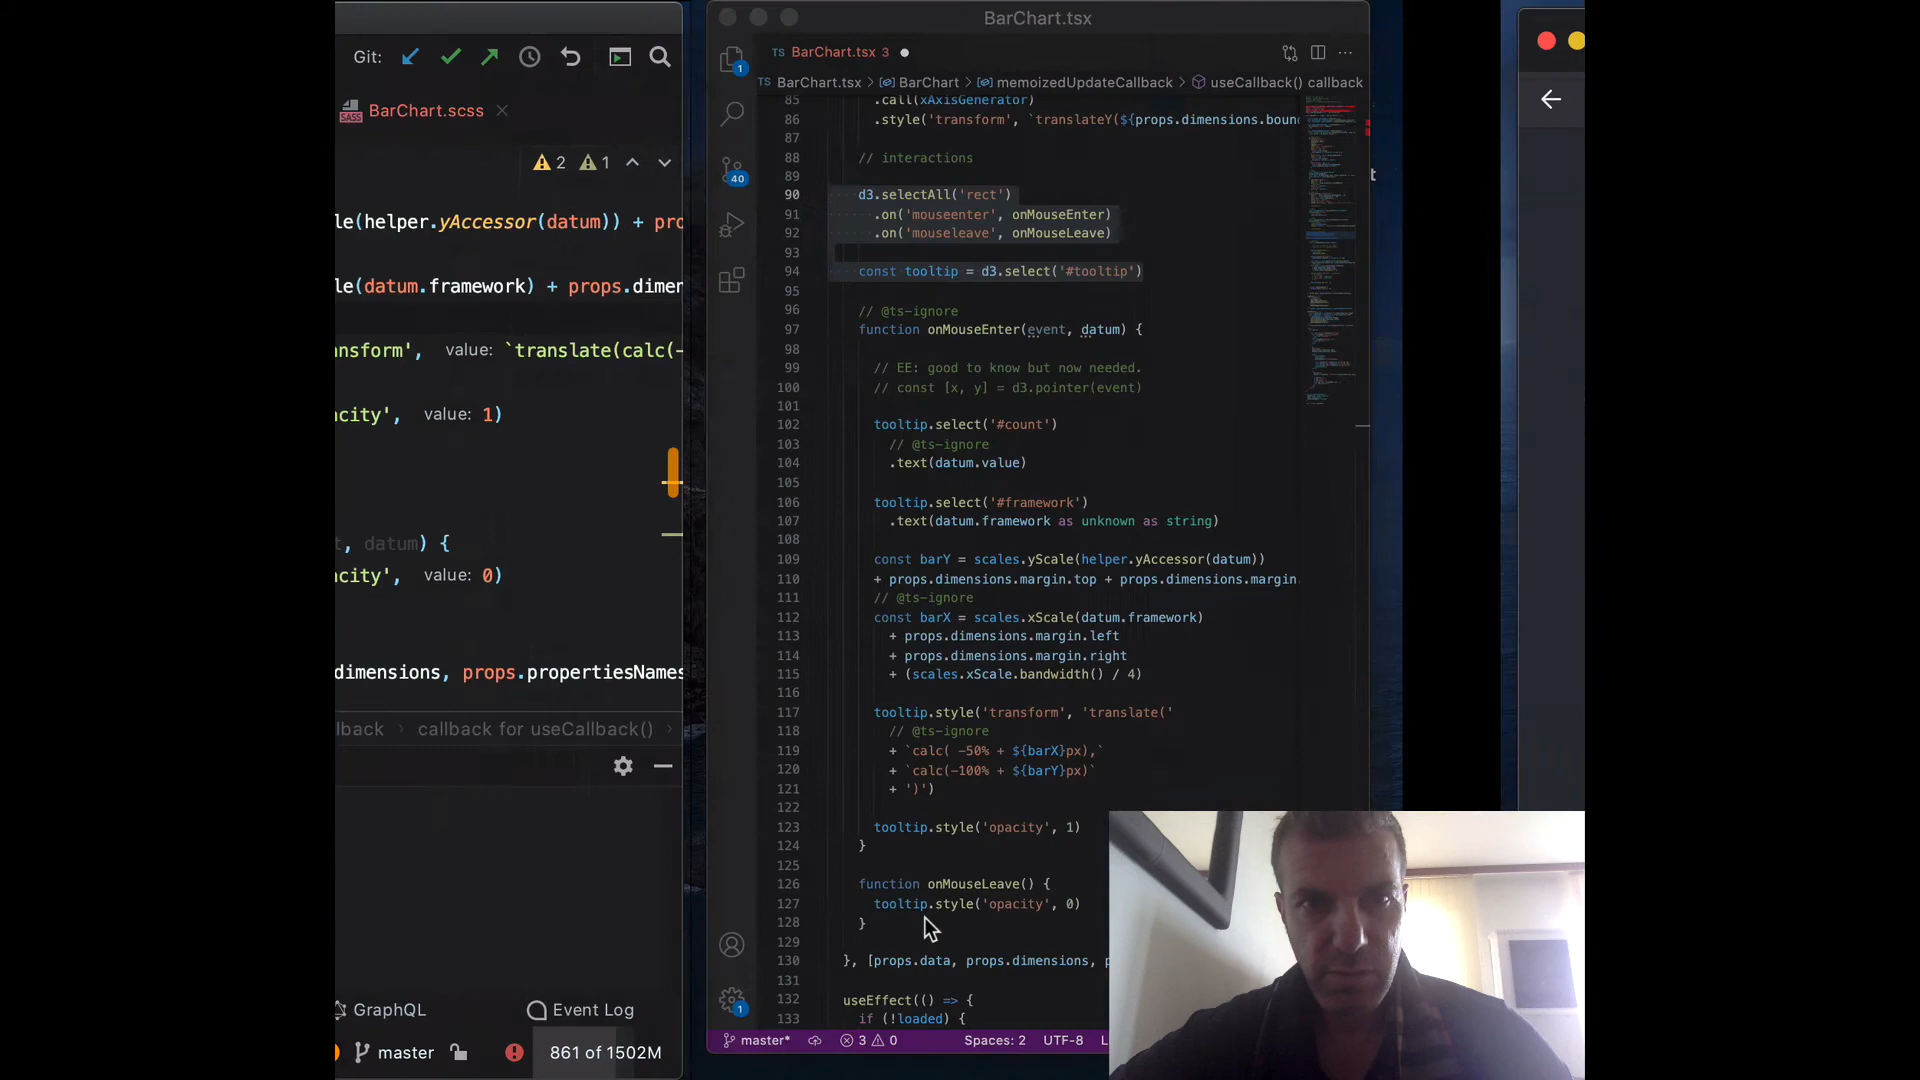 Git:
BarChart.scss
2 1
le(helper.yAccessor(datum)) + pro
le(datum.framework) + props.dimen
ansform', value: `translate(calc(-
acity', value: 1)
t, datum) {
acity', value: 0)
dimensions, props.propertiesNames
lback > callback for useCallback() >
GraphQL Event Log
master 861 of 1502M
BarChart.tsx
TS BarChart.tsx 3
TS BarChart.tsx > BarChart > memoizedUpdateCallback > useCallback() callback
1
40
1
85 .call(xAxisGenerator)
86 .style('transform', `translateY(${props.dimensions.boun
87
88 // interactions
89
90 d3.selectAll('rect')
91 .on('mouseenter', onMouseEnter)
92 .on('mouseleave', onMouseLeave)
93
94 const tooltip = d3.select('#tooltip')
95
96 // @ts-ignore
97 function onMouseEnter(event, datum) {
98
99 // EE: good to know but now needed.
100 // const [x, y] = d3.pointer(event)
101
102 tooltip.select('#count')
103 // @ts-ignore
104 .text(datum.value)
105
106 tooltip.select('#framework')
107 .text(datum.framework as unknown as string)
108
109 const barY = scales.yScale(helper.yAccessor(datum))
110 + props.dimensions.margin.top + props.dimensions.margin.
111 // @ts-ignore
112 const barX = scales.xScale(datum.framework)
113 + props.dimensions.margin.left
114 + props.dimensions.margin.right
115 + (scales.xScale.bandwidth() / 4)
116
117 tooltip.style('transform', 'translate('
118 // @ts-ignore
119 + `calc( -50% + ${barX}px),`
120 + `calc(-100% + ${barY}px)`
121 + ')')
122
123 tooltip.style('opacity', 1)
124 }
125
126 function onMouseLeave() {
127 tooltip.style('opacity', 0)
128 }
129
130 }, [props.data, props.dimensions, p
131
132 useEffect(() => {
133 if (!loaded) {
master* 3 0 Spaces: 2 UTF-8 L
t